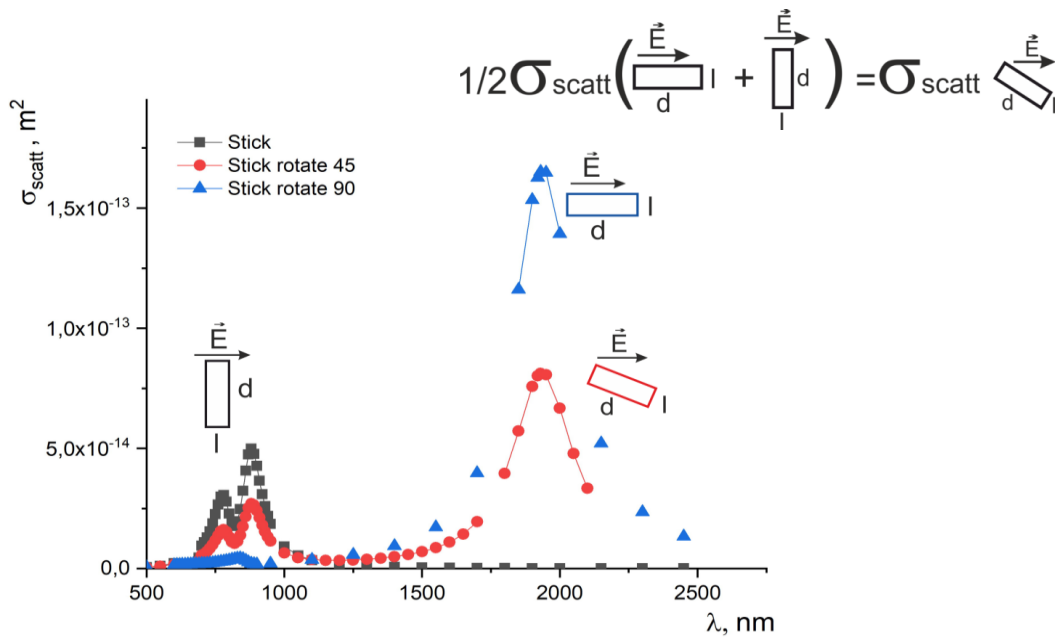 1/2σscatt(E⃗ d l + E⃗ d l) = σscatt E⃗ d l
σscatt, m²
Stick
Stick rotate 45
Stick rotate 90
1,5x10⁻¹³
1,0x10⁻¹³
5,0x10⁻¹⁴
0,0
E⃗
d
l
E⃗
d
l
E⃗
d
l
500
1000
1500
2000
2500
λ, nm